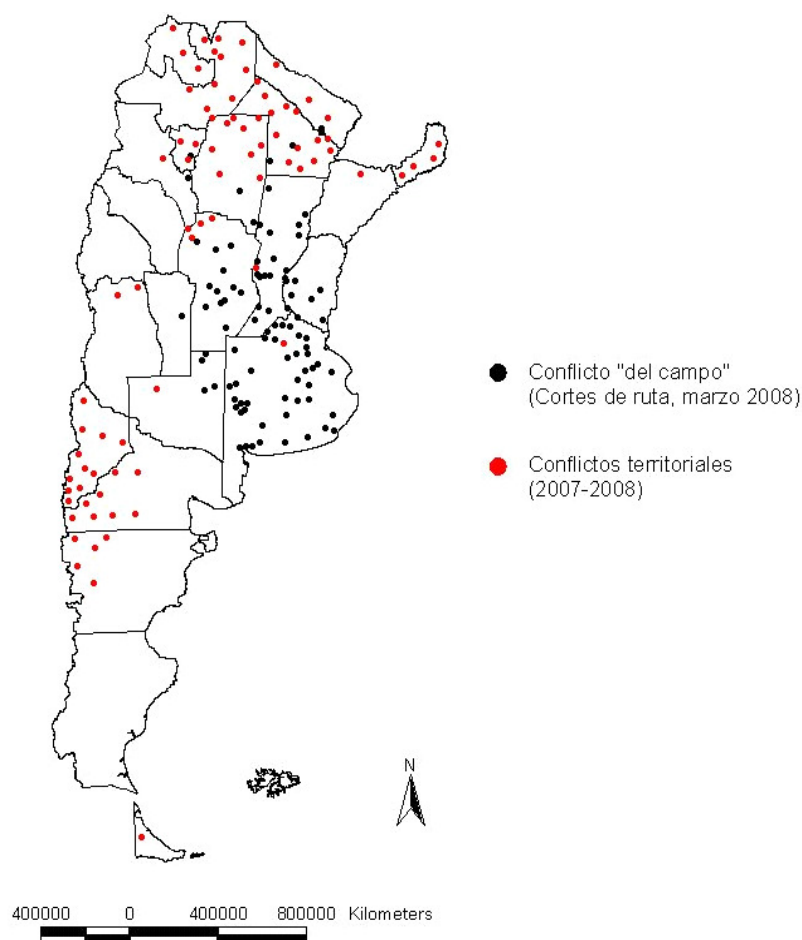 Conflicto "del campo"
(Cortes de ruta, marzo 2008)
Conflictos territoriales
(2007-2008)
N
400000 0 400000 800000 Kilometers